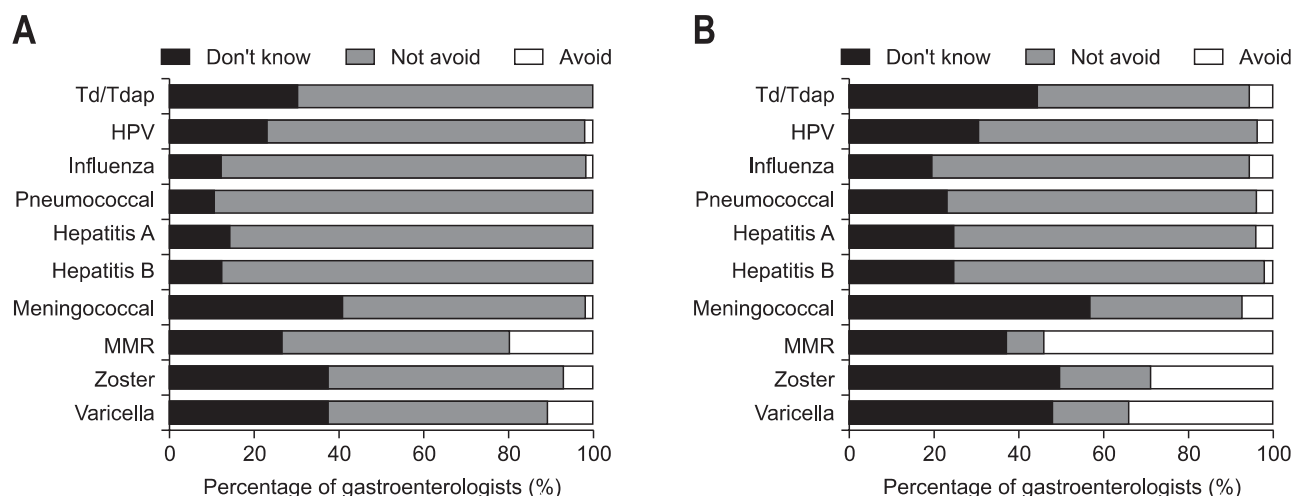 A
Don't know Not avoid Avoid
Td/Tdap
HPV
Influenza
Pneumococcal
Hepatitis A
Hepatitis B
Meningococcal
MMR
Zoster
Varicella
0 20 40 60 80 100
Percentage of gastroenterologists (%)
B
Don't know Not avoid Avoid
Td/Tdap
HPV
Influenza
Pneumococcal
Hepatitis A
Hepatitis B
Meningococcal
MMR
Zoster
Varicella
0 20 40 60 80 100
Percentage of gastroenterologists (%)